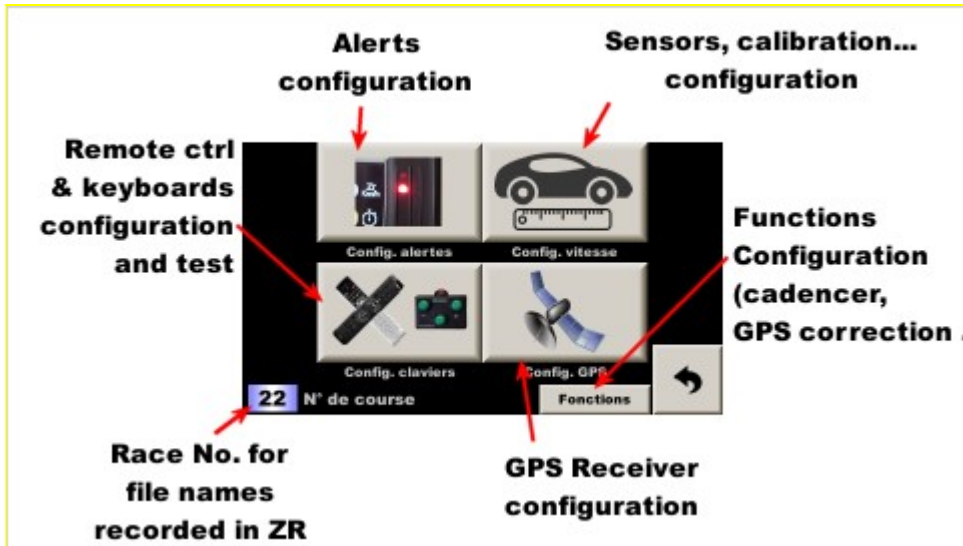 Alerts
configuration
Sensors, calibration...
configuration
Remote ctrl
& keyboards
configuration
and test
Config. alertes
Config. vitesse
Functions
Configuration
(cadencer,
GPS correction .
Config. claviers
Config. GPS
22 N° de course
Fonctions
Race No. for
file names
recorded in ZR
GPS Receiver
configuration